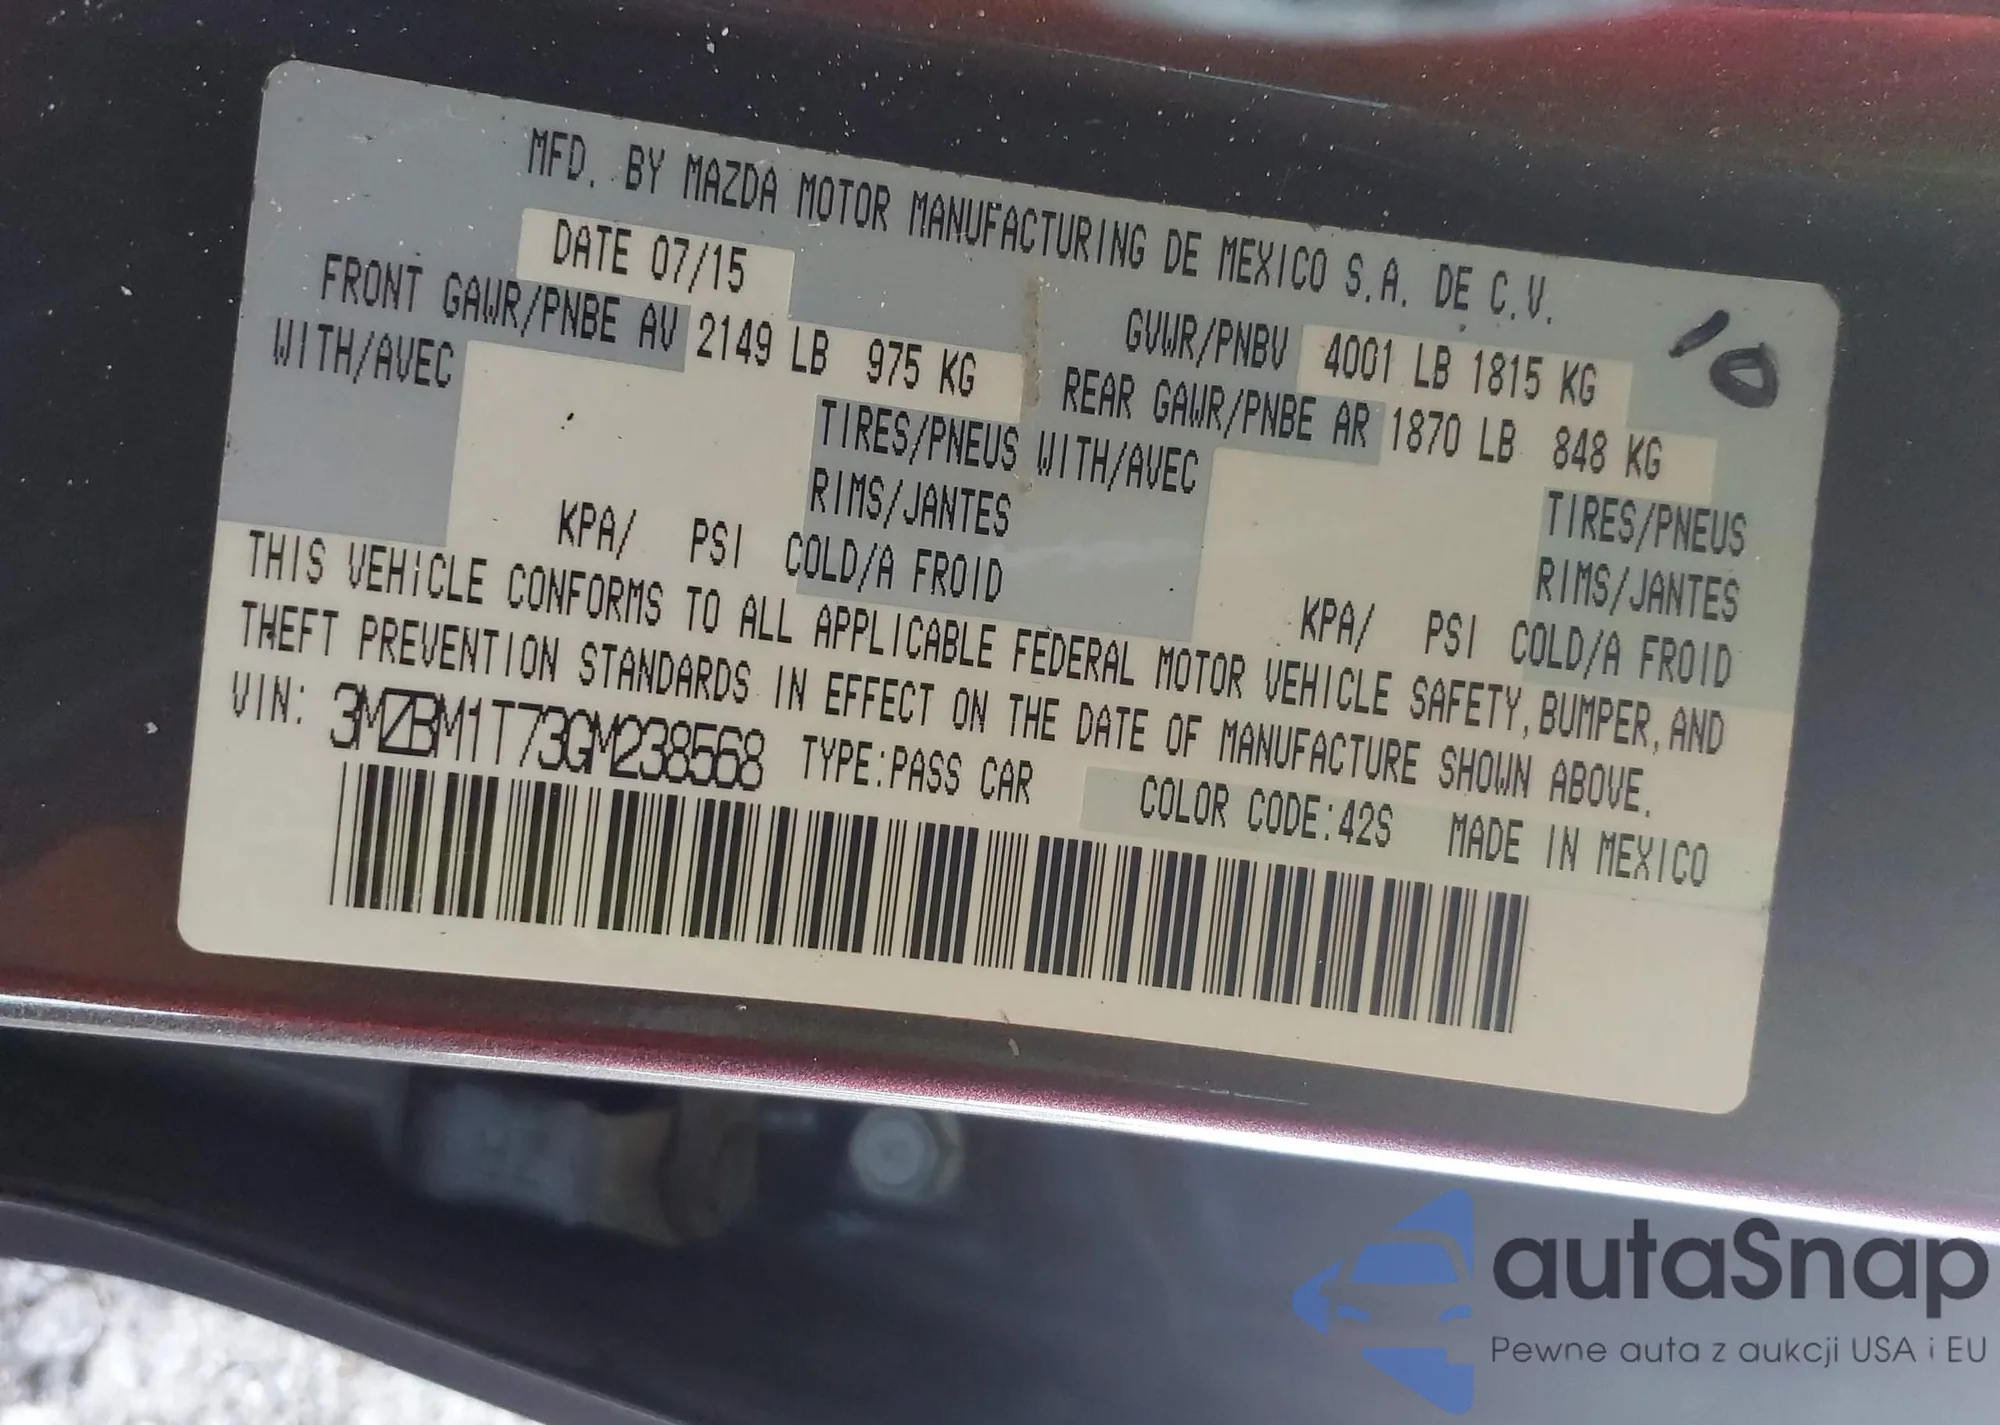 MFD. BY MAZDA MOTOR MANUFACTURING DE MEXICO S.A. DE C.V.
DATE 07/15 GVWR/PNBV 4001 LB 1815 KG
10
FRONT GAWR/PNBE AV 2149 LB 975 KG REAR GAWR/PNBE AR 1870 LB 848 KG
WITH/AVEC TIRES/PNEUS WITH/AVEC TIRES/PNEUS
RIMS/JANTES RIMS/JANTES
KPA/ PSI COLD/A FROID KPA/ PSI COLD/A FROID
THIS VEHICLE CONFORMS TO ALL APPLICABLE FEDERAL MOTOR VEHICLE SAFETY, BUMPER, AND
THEFT PREVENTION STANDARDS IN EFFECT ON THE DATE OF MANUFACTURE SHOWN ABOVE.
VIN: 3MZBM1T73GM238568 TYPE:PASS CAR COLOR CODE:42S MADE IN MEXICO
autaSnap
Pewne auta z aukcji USA i EU